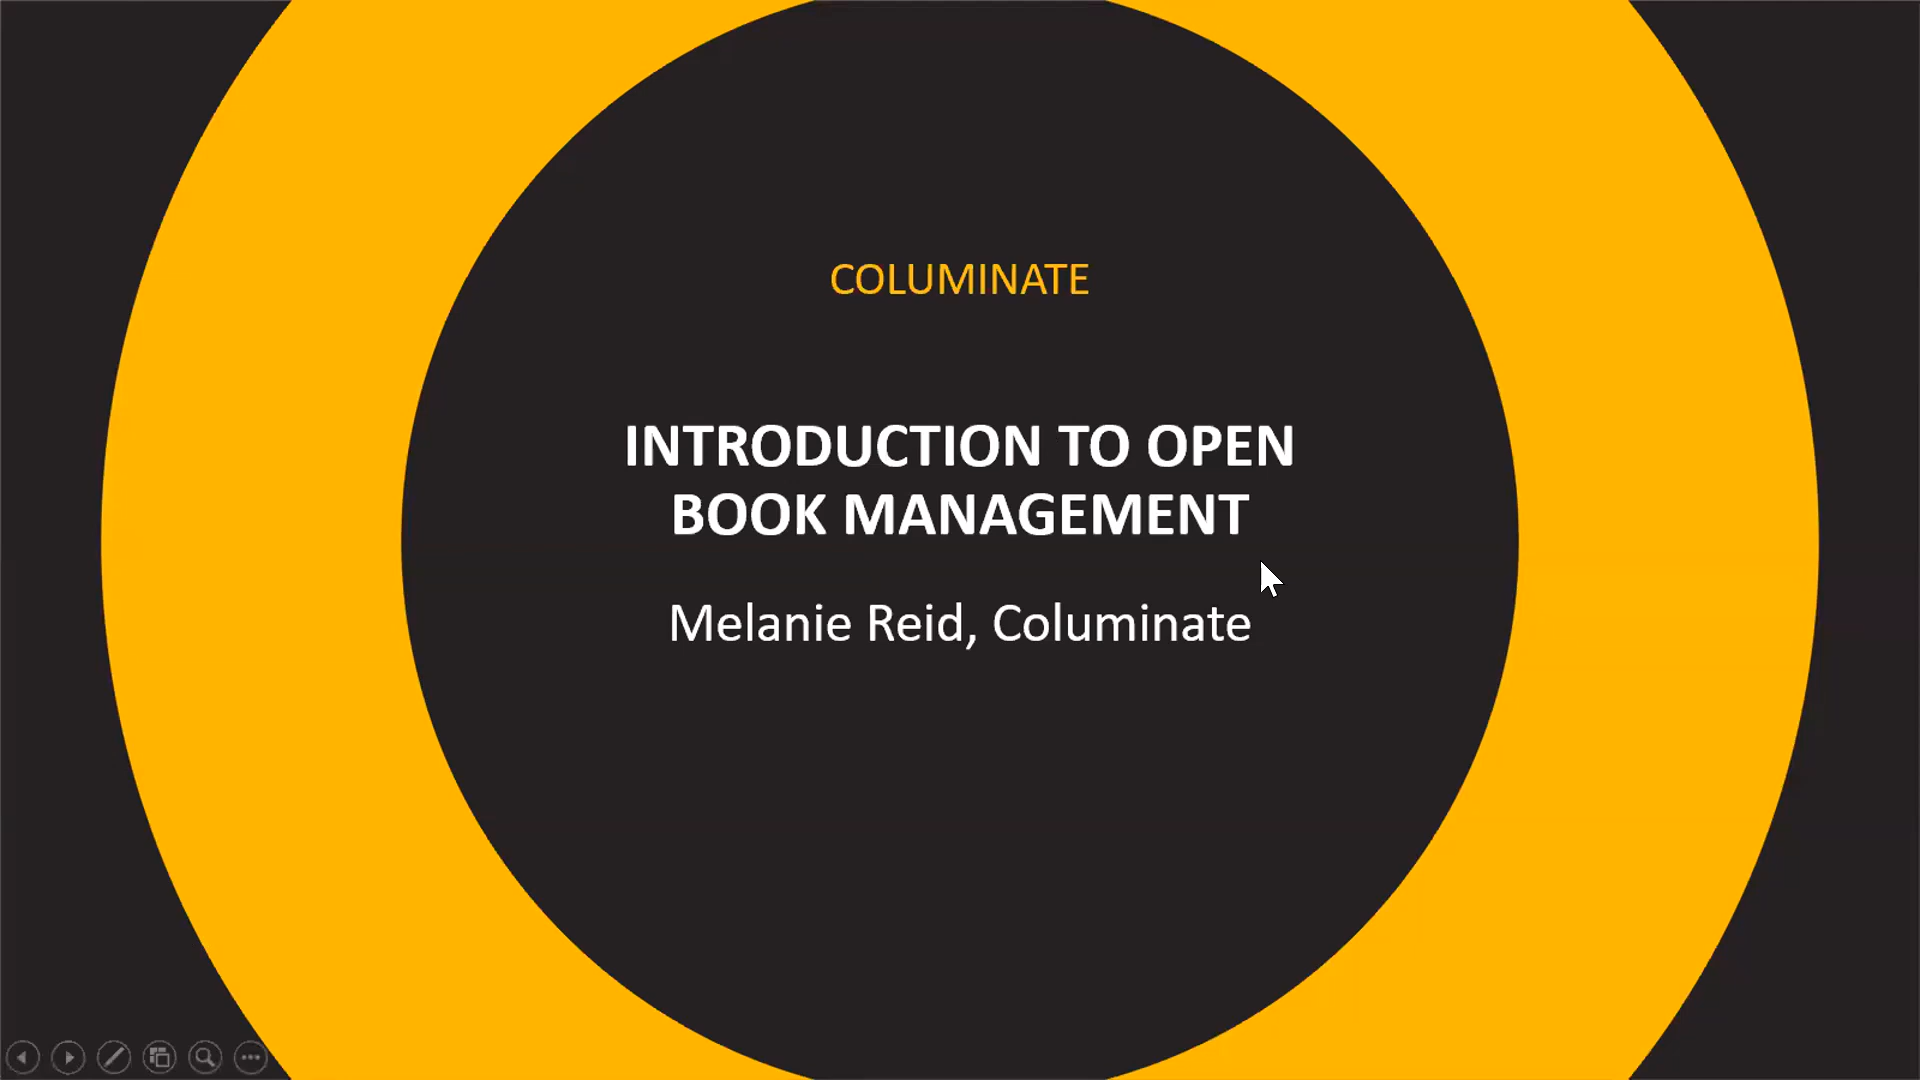 COLUMINATE
INTRODUCTION TO OPEN
BOOK MANAGEMENT
Melanie Reid, Columinate